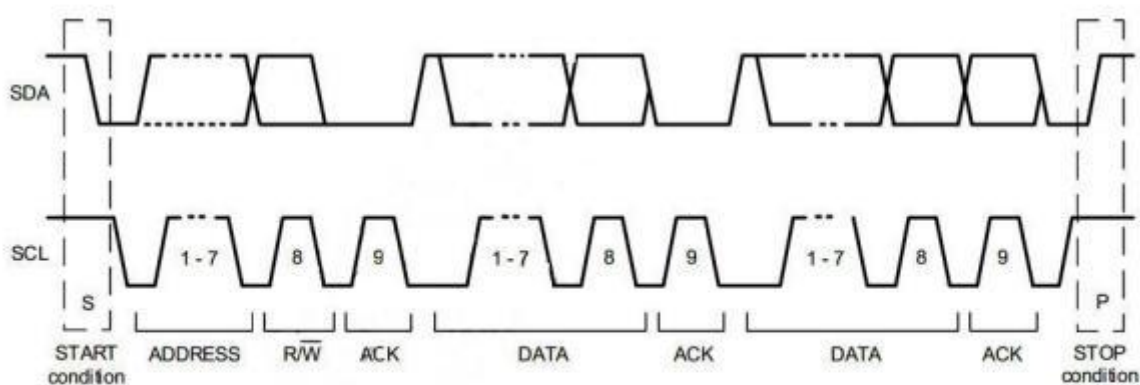 SDA
SCL
1 - 7 8 9 1 - 7 8 9 1 - 7 8 9
S P
START condition ADDRESS R/W̅ ACK DATA ACK DATA ACK STOP condition